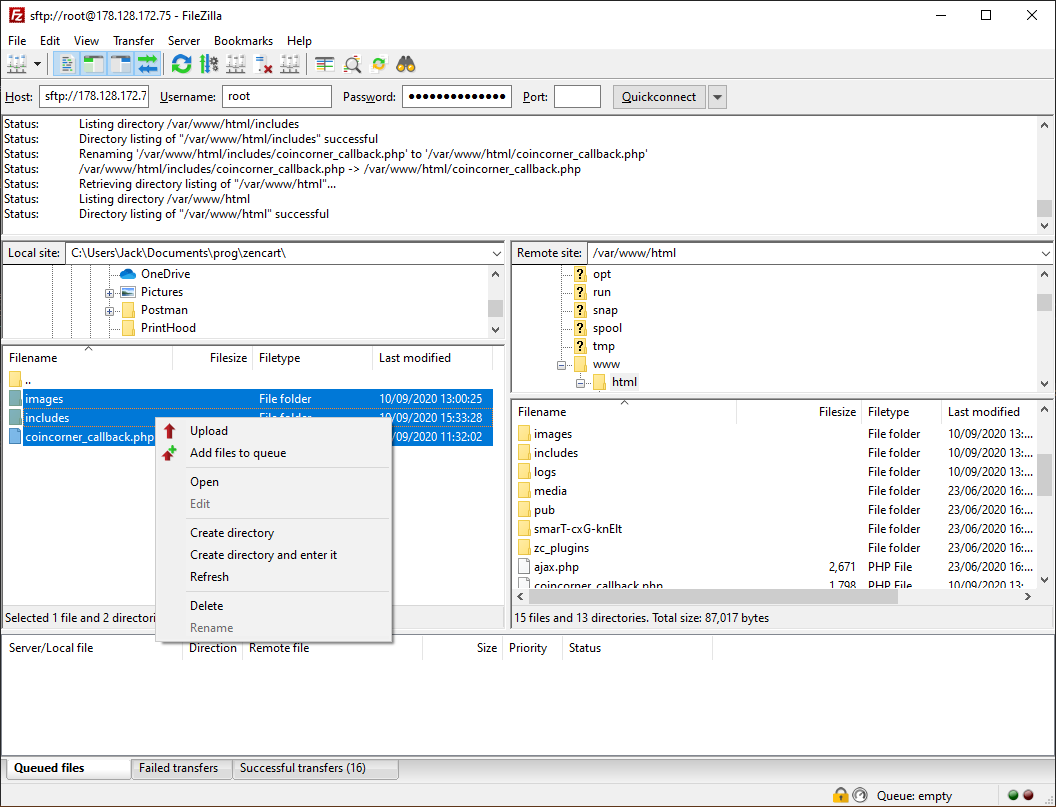 sftp://root@178.128.172.75 - FileZilla
File Edit View Transfer Server Bookmarks Help
Host: sftp://178.128.172.7 Username: root Password: ●●●●●●●●●●●●●● Port: Quickconnect
Status: Listing directory /var/www/html/includes
Status: Directory listing of "/var/www/html/includes" successful
Status: Renaming '/var/www/html/includes/coincorner_callback.php' to '/var/www/html/coincorner_callback.php'
Status: /var/www/html/includes/coincorner_callback.php -> /var/www/html/coincorner_callback.php
Status: Retrieving directory listing of "/var/www/html"...
Status: Listing directory /var/www/html
Status: Directory listing of "/var/www/html" successful
Local site: C:\Users\Jack\Documents\prog\zencart\
OneDrive
Pictures
Postman
PrintHood
Filename Filesize Filetype Last modified
..
images File folder 10/09/2020 13:00:25
includes File folder 10/09/2020 15:33:28
coincorner_callback.php /09/2020 11:32:02
Upload
Add files to queue
Open
Edit
Create directory
Create directory and enter it
Refresh
Delete
Rename
Selected 1 file and 2 directori
Remote site: /var/www/html
opt
run
snap
spool
tmp
www
html
Filename Filesize Filetype Last modified
images File folder 10/09/2020 13:...
includes File folder 10/09/2020 13:...
logs File folder 10/09/2020 13:...
media File folder 23/06/2020 16:...
pub File folder 23/06/2020 16:...
smarT-cxG-knElt File folder 23/06/2020 16:...
zc_plugins File folder 23/06/2020 16:...
ajax.php 2,671 PHP File 23/06/2020 16:...
coincorner_callback.php 1,798 PHP File 10/09/2020 13:...
15 files and 13 directories. Total size: 87,017 bytes
Server/Local file Direction Remote file Size Priority Status
Queued files Failed transfers Successful transfers (16)
Queue: empty